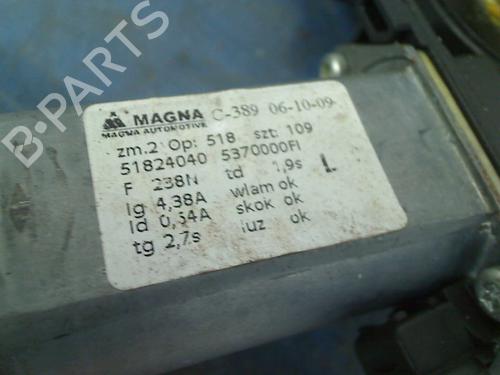 B-PARTS
MAGNA C-389 06-10-09
MAGNA AUTOMOTIVE
zm.2 Op: 518 szt: 109
51824040 5370000FI
F 238N td 1,9s L
Ig 4,38A wlam ok
Id 0,54A skok ok
tg 2,7s luz ok